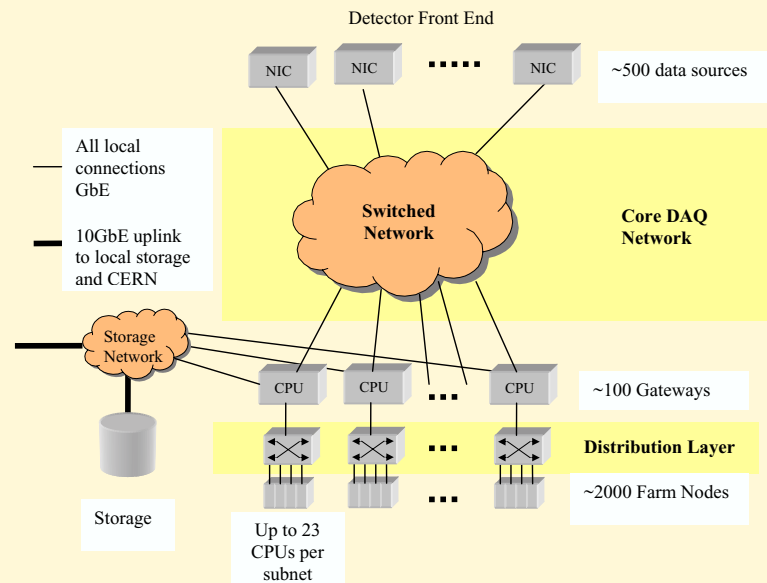 Detector Front End
NIC
NIC
NIC
~500 data sources
All local
connections
GbE
10GbE uplink
to local storage
and CERN
Switched
Network
Core DAQ
Network
Storage
Network
CPU
CPU
CPU
~100 Gateways
Distribution Layer
~2000 Farm Nodes
Storage
Up to 23
CPUs per
subnet